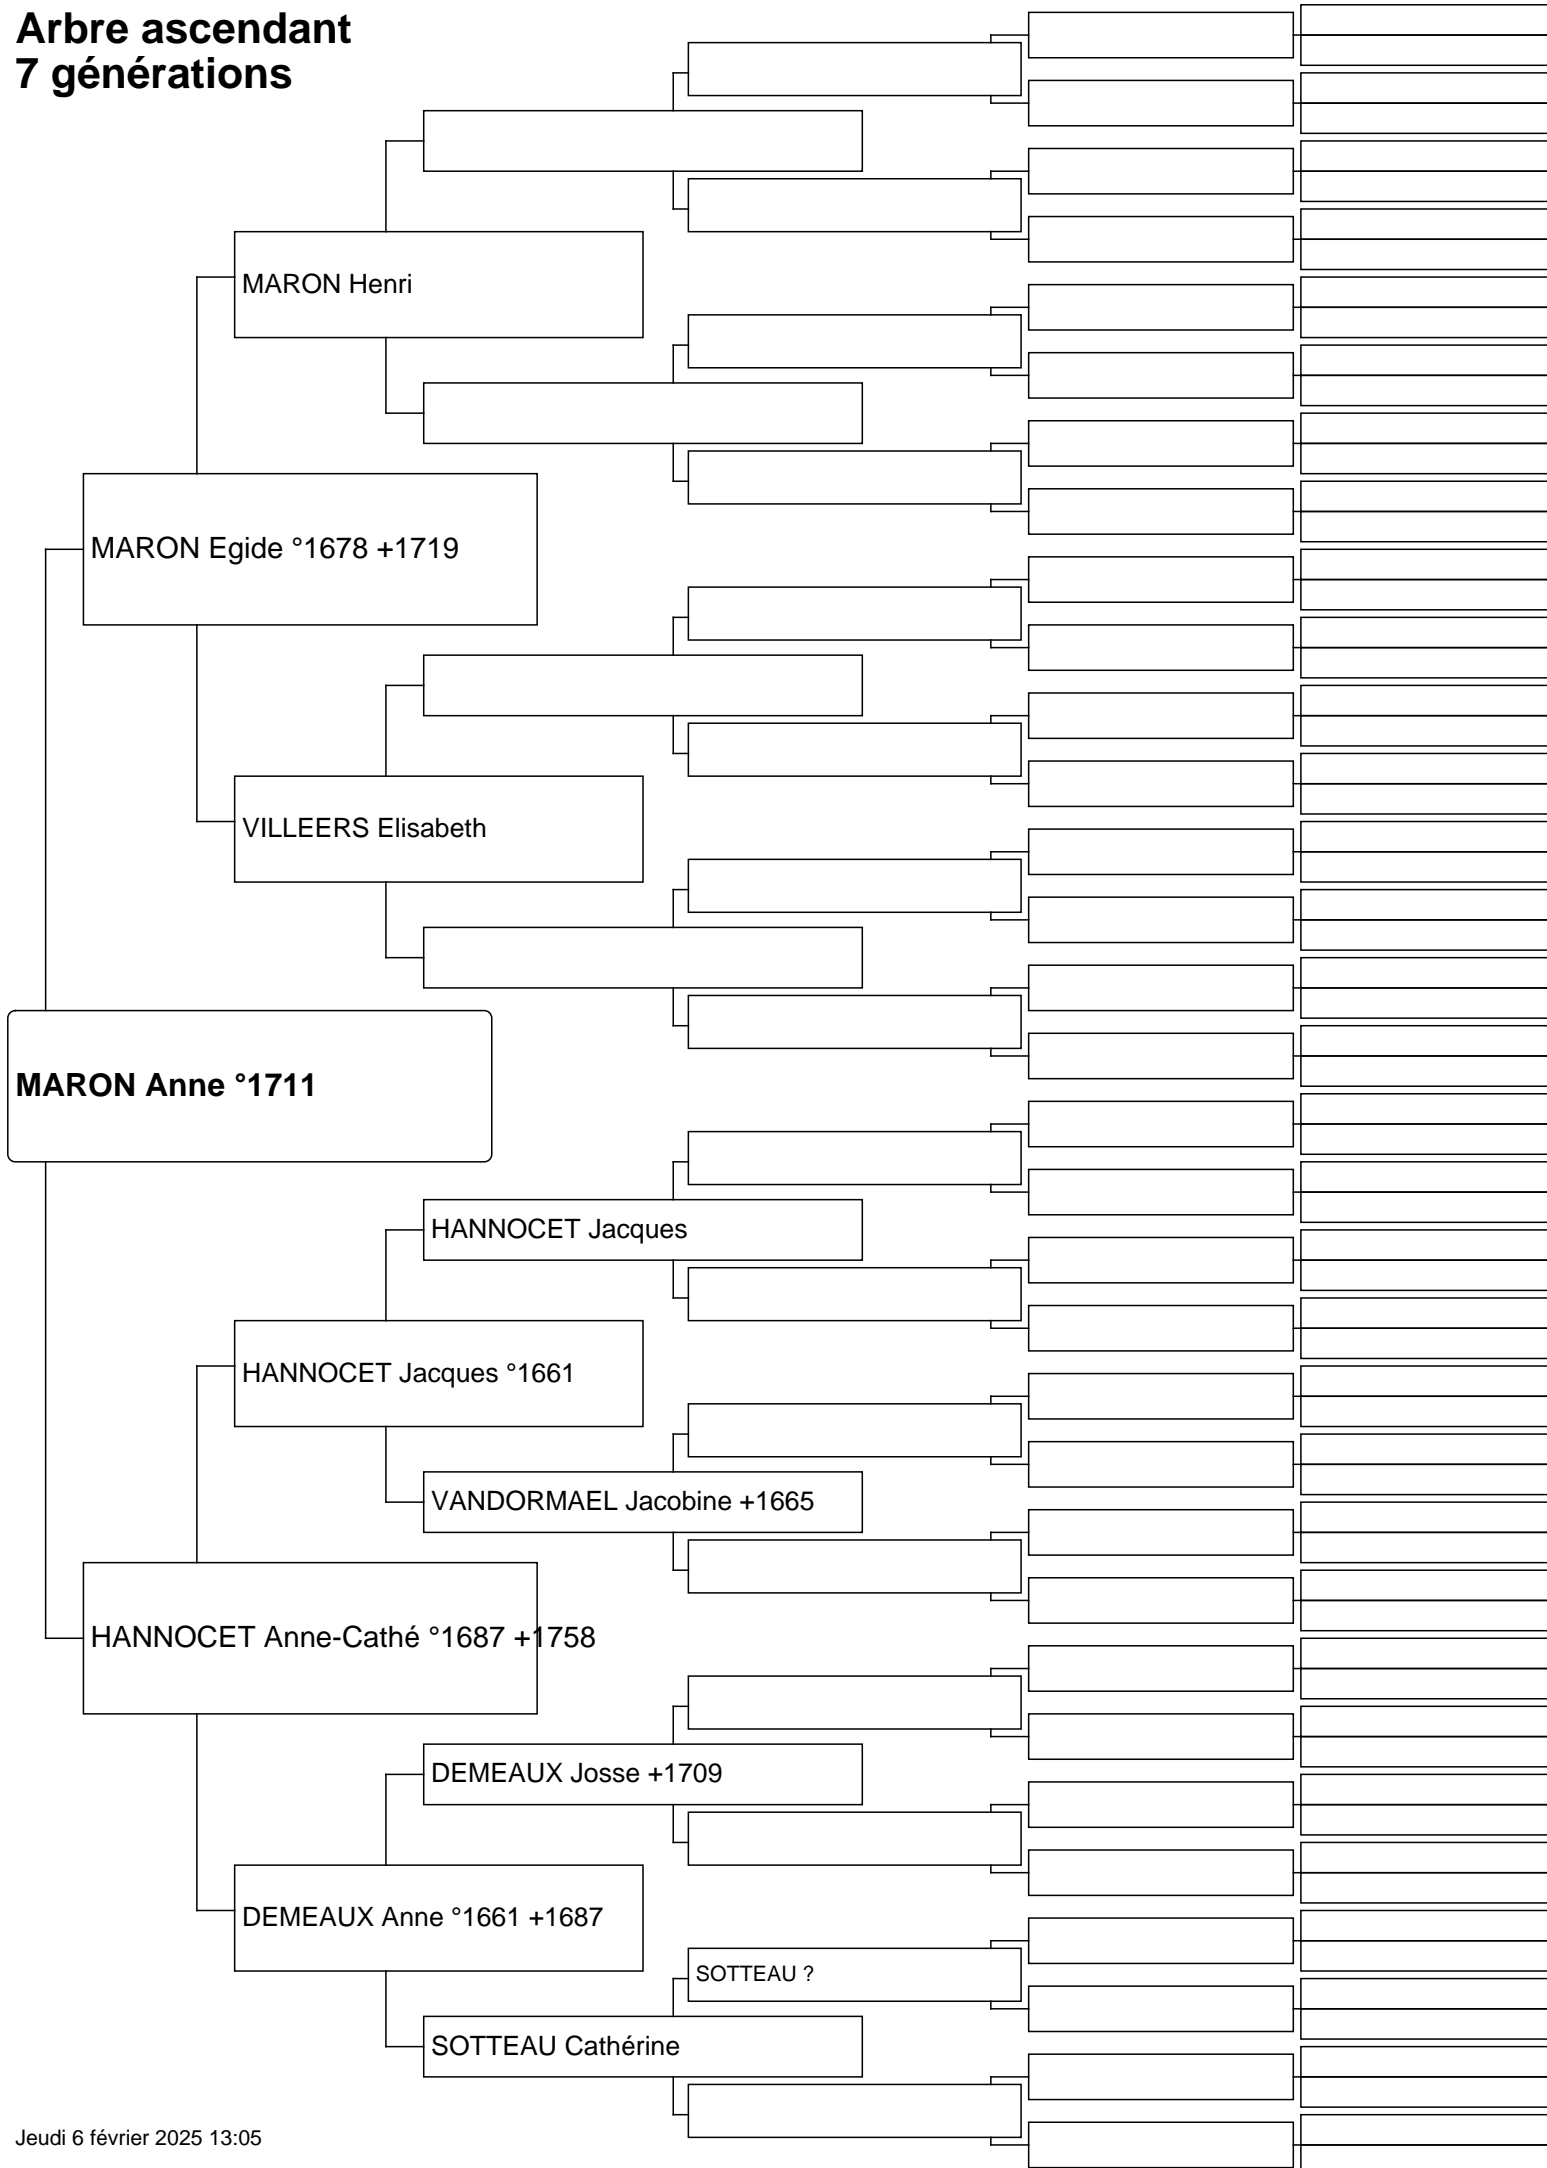 Arbre ascendant
7 générations
MARON Henri
MARON Egide °1678 +1719
VILLEERS Elisabeth
MARON Anne °1711
HANNOCET Jacques
HANNOCET Jacques °1661
VANDORMAEL Jacobine +1665
HANNOCET Anne-Cathé °1687 +1758
DEMEAUX Josse +1709
DEMEAUX Anne °1661 +1687
SOTTEAU ?
SOTTEAU Cathérine
Jeudi 6 février 2025 13:05